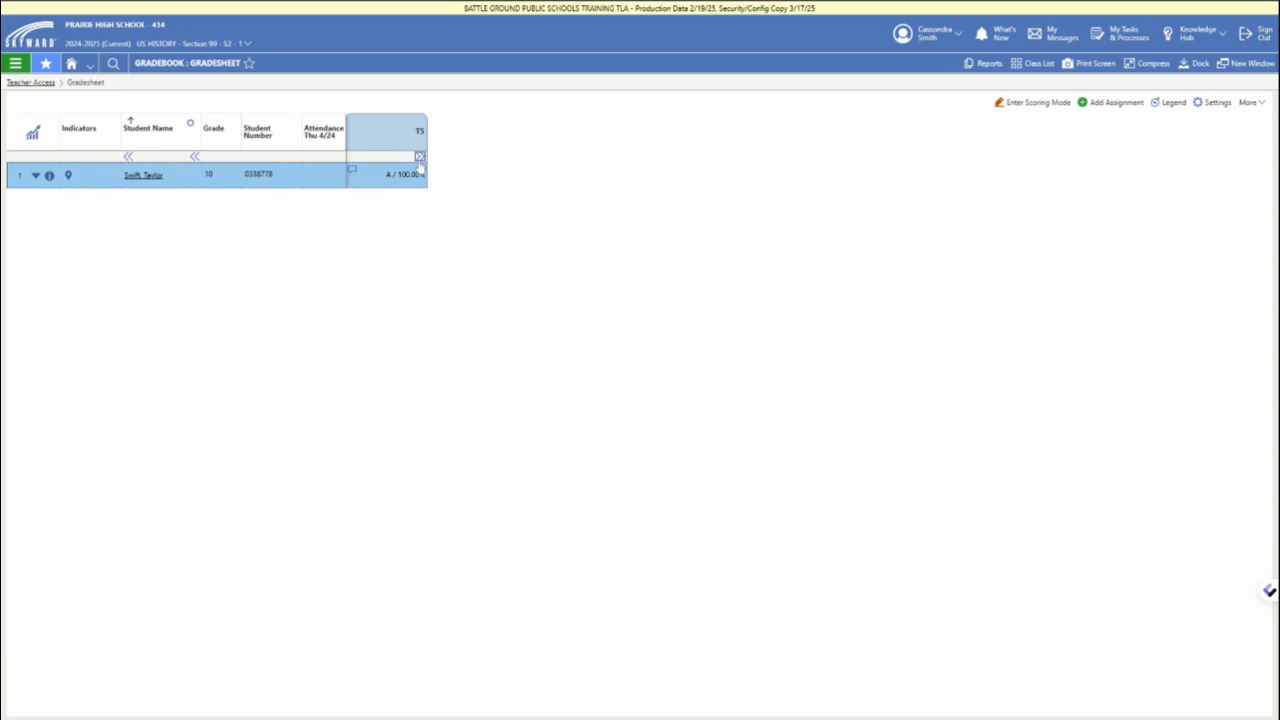 BATTLE GROUND PUBLIC SCHOOLS TRAINING TLA - Production Data 2/19/25, Security/Config Copy 3/17/25
SKYWARD
PRAIRIE HIGH SCHOOL - 414
2024-2025 (Current) US HISTORY - Section 99 - S2 - 1
Cassondra Smith
What's New
My Messages
My Tasks & Processes
Knowledge Hub
Sign Out
GRADEBOOK : GRADESHEET
Reports Class List Print Screen Compress Dock New Window
Teacher Access > Gradesheet
Enter Scoring Mode Add Assignment Legend Settings More
Indicators Student Name Grade Student Number Attendance Thu 4/24 T5
1 Swift, Taylor 10 0338778 A / 100.00%